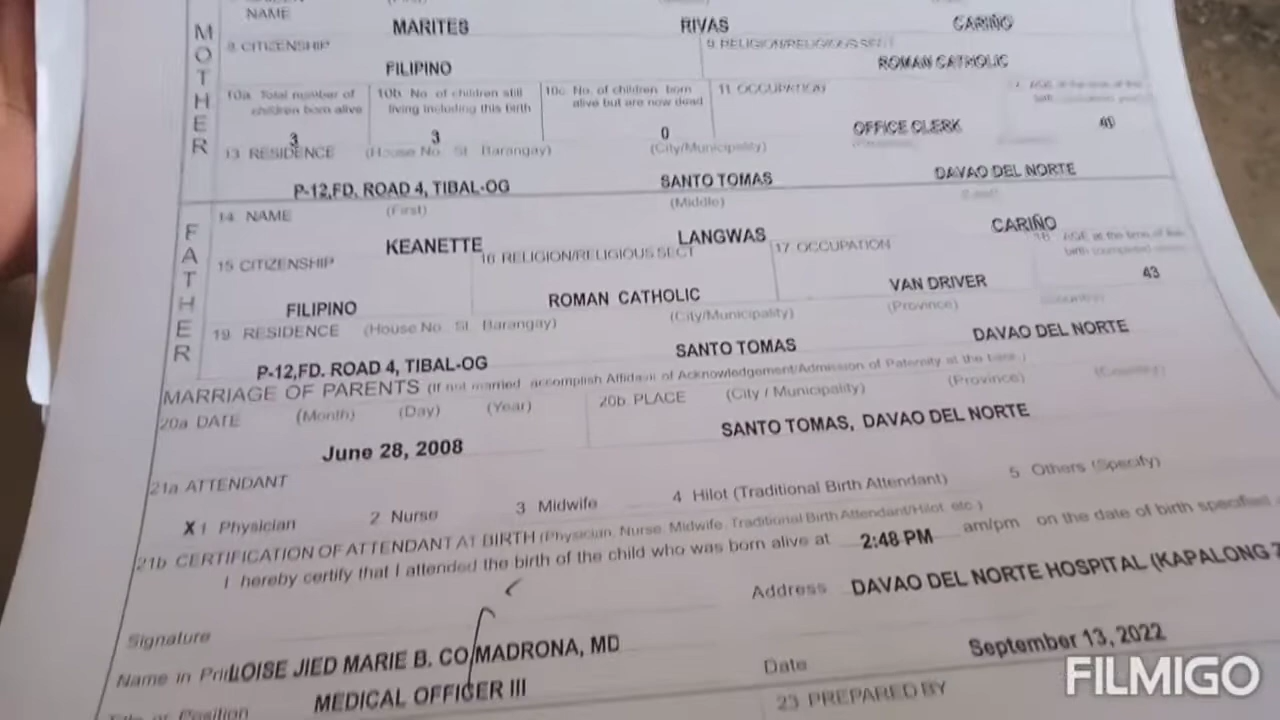 NAME
MOTHER
MARITES RIVAS CARIÑO
8 CITIZENSHIP 9 RELIGION/RELIGIOUS SECT
FILIPINO ROMAN CATHOLIC
10a Total number of children born alive 10b No. of children still living including this birth 10c No. of children born alive but are now dead 11 OCCUPATION AGE at the time of the birth
3 3 0 OFFICE CLERK
13 RESIDENCE (House No. St. Barangay) (City/Municipality)
P-12,FD. ROAD 4, TIBAL-OG SANTO TOMAS DAVAO DEL NORTE
FATHER
14 NAME (First) (Middle)
KEANETTE LANGWAS CARIÑO
15 CITIZENSHIP 16 RELIGION/RELIGIOUS SECT 17 OCCUPATION 18 AGE at the time of the birth (completed years)
FILIPINO ROMAN CATHOLIC VAN DRIVER 43
19 RESIDENCE (House No. St. Barangay) (City/Municipality) (Province) (Country)
P-12,FD. ROAD 4, TIBAL-OG SANTO TOMAS DAVAO DEL NORTE
MARRIAGE OF PARENTS (If not married, accomplish Affidavit of Acknowledgement/Admission of Paternity at the back.)
20a DATE (Month) (Day) (Year) 20b PLACE (City / Municipality) (Province) (Country)
June 28, 2008 SANTO TOMAS, DAVAO DEL NORTE
21a ATTENDANT
X 1 Physician 2 Nurse 3 Midwife 4 Hilot (Traditional Birth Attendant) 5 Others (Specify)
21b CERTIFICATION OF ATTENDANT AT BIRTH (Physician, Nurse, Midwife, Traditional Birth Attendant/Hilot, etc.)
I hereby certify that I attended the birth of the child who was born alive at 2:48 PM am/pm on the date of birth specified
Signature Address DAVAO DEL NORTE HOSPITAL (KAPALONG
Name in Print LOISE JIED MARIE B. COMADRONA, MD
Title or Position MEDICAL OFFICER III Date September 13, 2022
23 PREPARED BY
FILMIGO